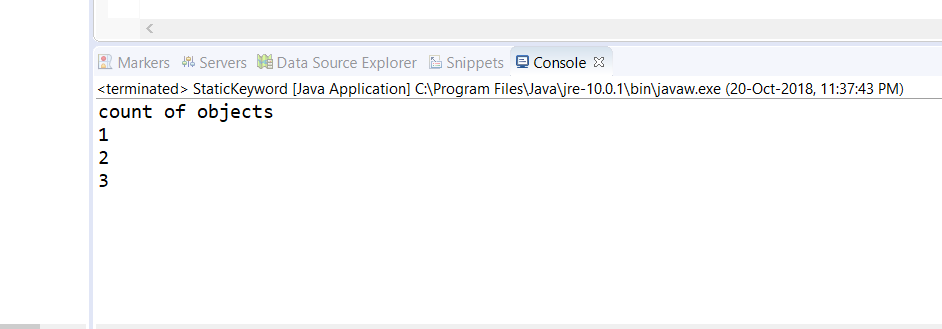 Markers Servers Data Source Explorer Snippets Console
<terminated> StaticKeyword [Java Application] C:\Program Files\Java\jre-10.0.1\bin\javaw.exe (20-Oct-2018, 11:37:43 PM)
count of objects
1
2
3